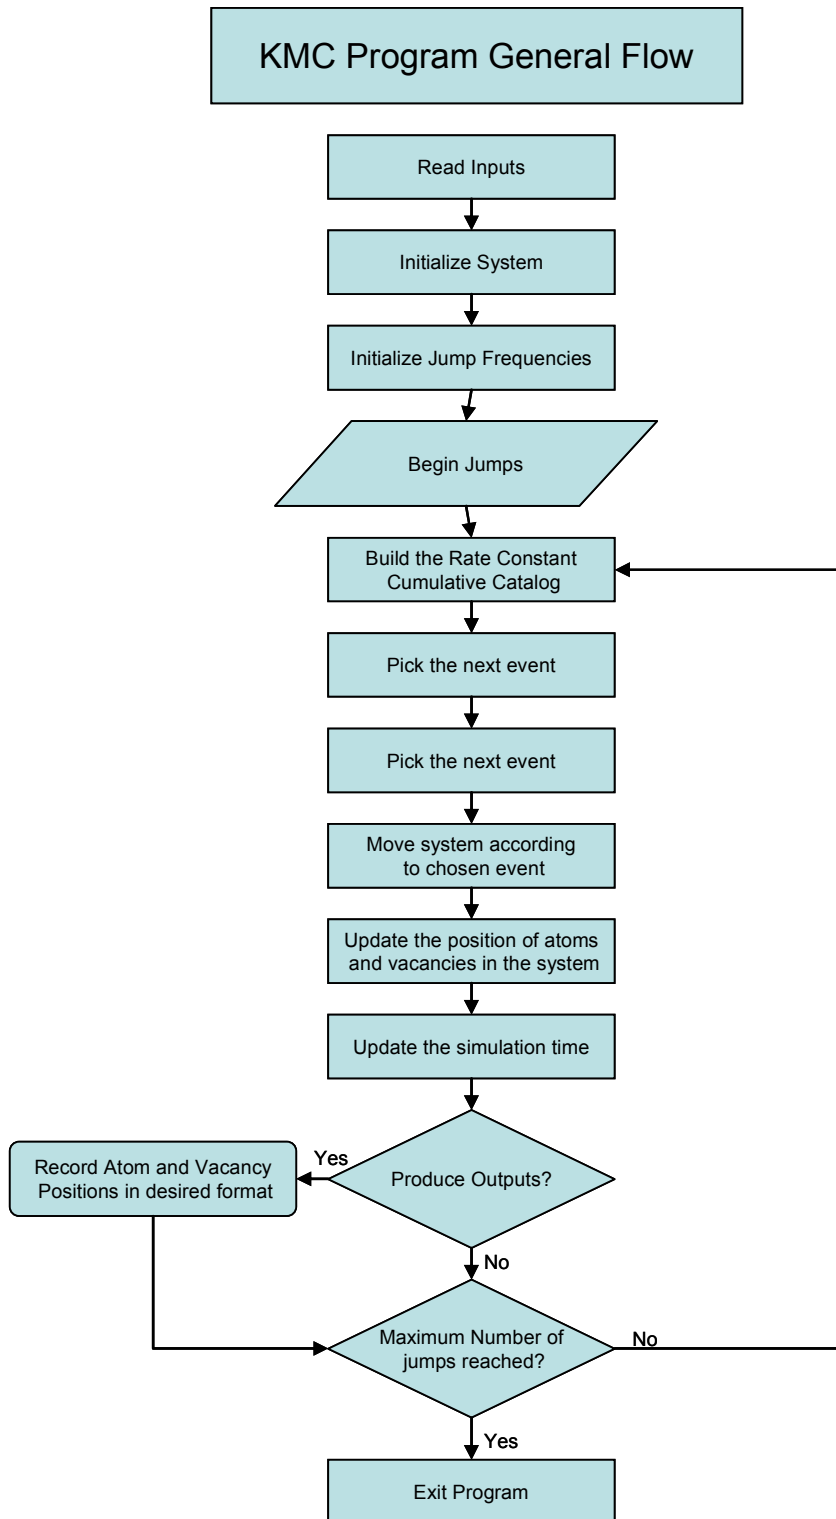 KMC Program General Flow
Read Inputs
Initialize System
Initialize Jump Frequencies
Begin Jumps
Build the Rate Constant
Cumulative Catalog
Pick the next event
Pick the next event
Move system according
to chosen event
Update the position of atoms
and vacancies in the system
Update the simulation time
Produce Outputs?
Yes
Record Atom and Vacancy
Positions in desired format
No
Maximum Number of
jumps reached?
No
Yes
Exit Program